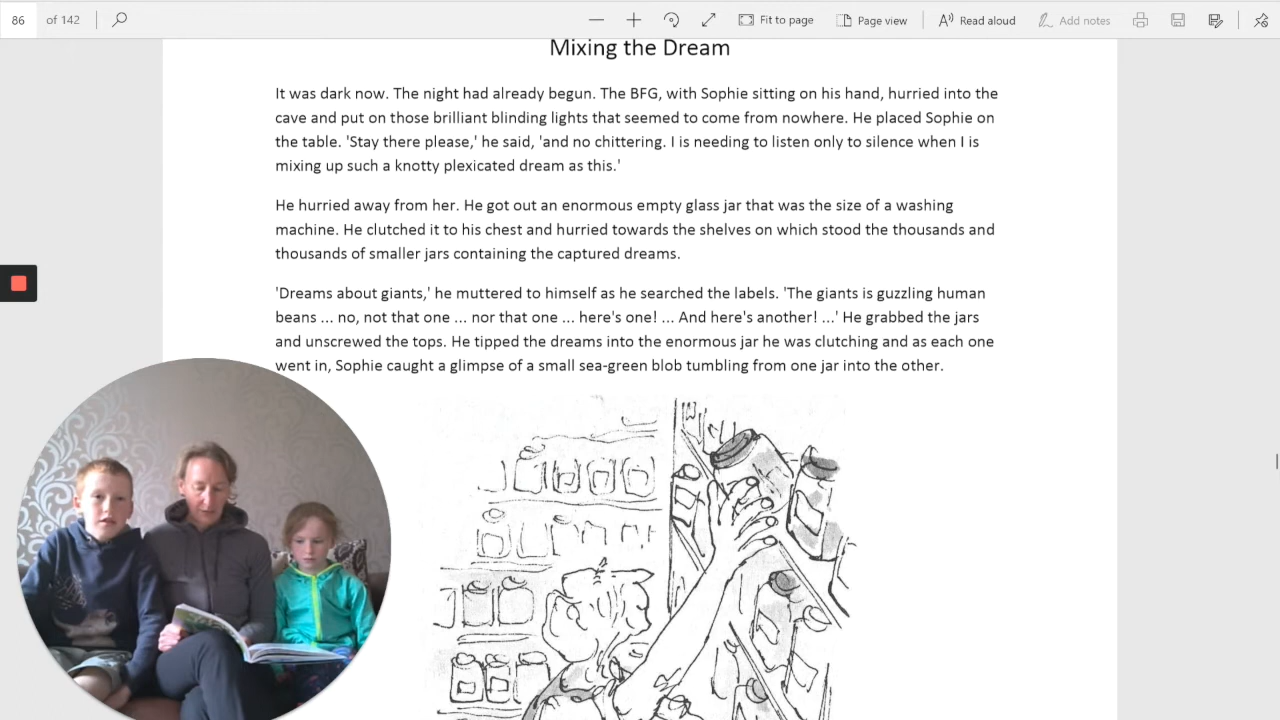 86 of 142 Fit to page Page view Read aloud Add notes
Mixing the Dream
It was dark now. The night had already begun. The BFG, with Sophie sitting on his hand, hurried into the
cave and put on those brilliant blinding lights that seemed to come from nowhere. He placed Sophie on
the table. 'Stay there please,' he said, 'and no chittering. I is needing to listen only to silence when I is
mixing up such a knotty plexicated dream as this.'
He hurried away from her. He got out an enormous empty glass jar that was the size of a washing
machine. He clutched it to his chest and hurried towards the shelves on which stood the thousands and
thousands of smaller jars containing the captured dreams.
'Dreams about giants,' he muttered to himself as he searched the labels. 'The giants is guzzling human
beans ... no, not that one ... nor that one ... here's one! ... And here's another! ...' He grabbed the jars
and unscrewed the tops. He tipped the dreams into the enormous jar he was clutching and as each one
went in, Sophie caught a glimpse of a small sea-green blob tumbling from one jar into the other.